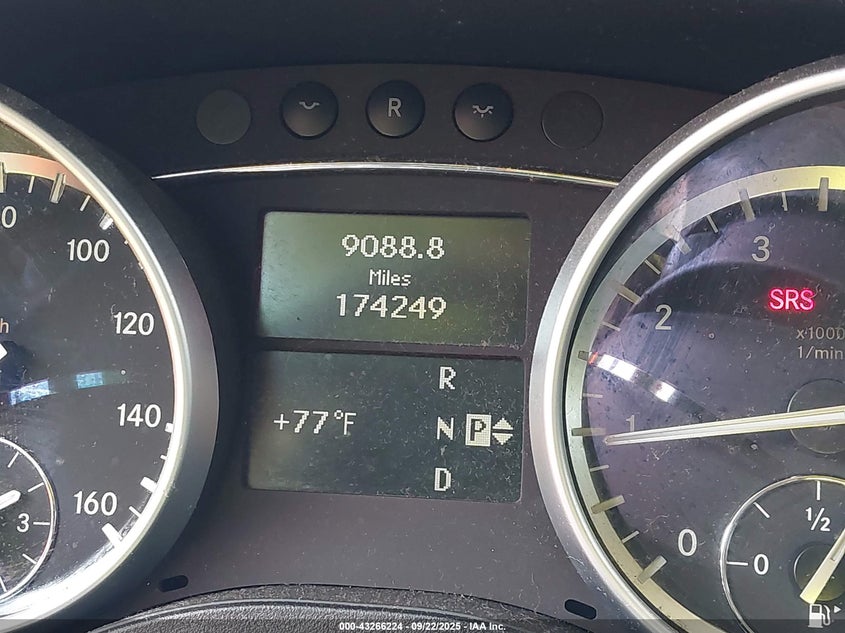 R
9088.8
Miles
174249
R
+77°F
N P
D
0
100
120
h
140
160
3
3
2
1
0
SRS
x1000
1/min
1/2
0
000-43266224 - 09/22/2025 - IAA Inc.